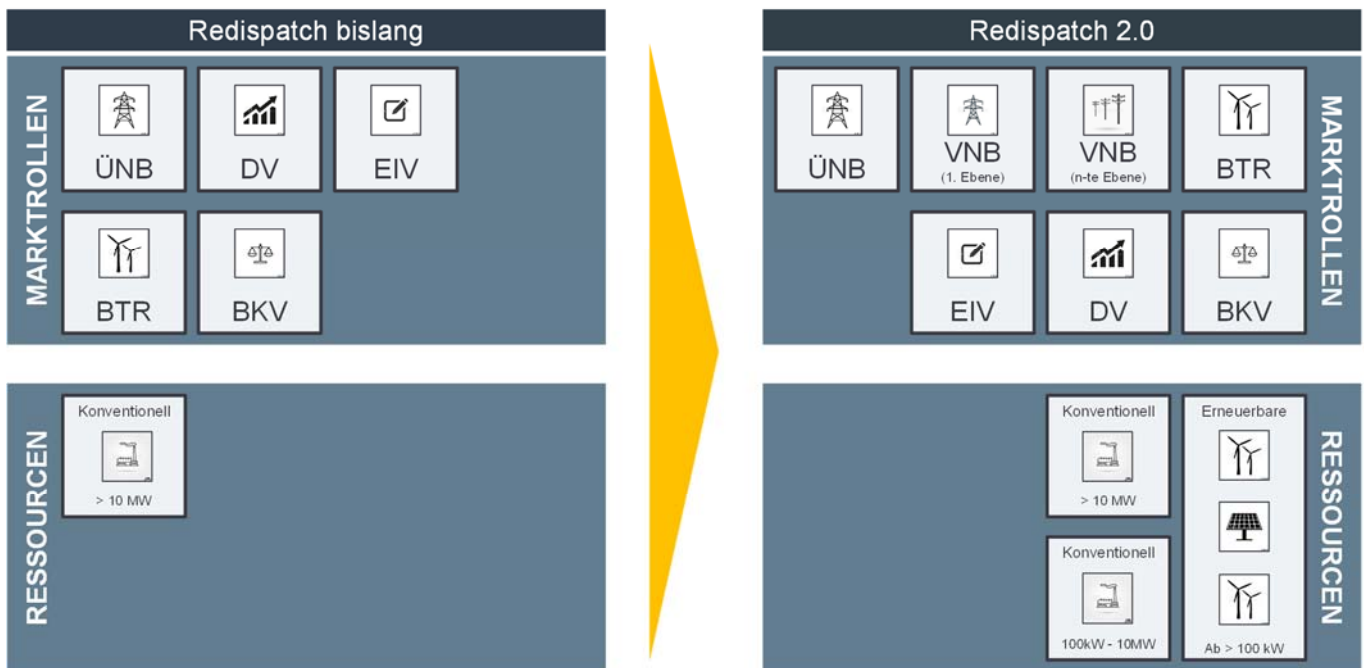 Redispatch bislang
MARKTROLLEN
ÜNB
DV
EIV
BTR
BKV
RESSOURCEN
Konventionell
> 10 MW
Redispatch 2.0
MARKTROLLEN
ÜNB
VNB
(1. Ebene)
VNB
(n-te Ebene)
BTR
EIV
DV
BKV
RESSOURCEN
Konventionell
> 10 MW
Konventionell
100kW - 10MW
Erneuerbare
Ab > 100 kW